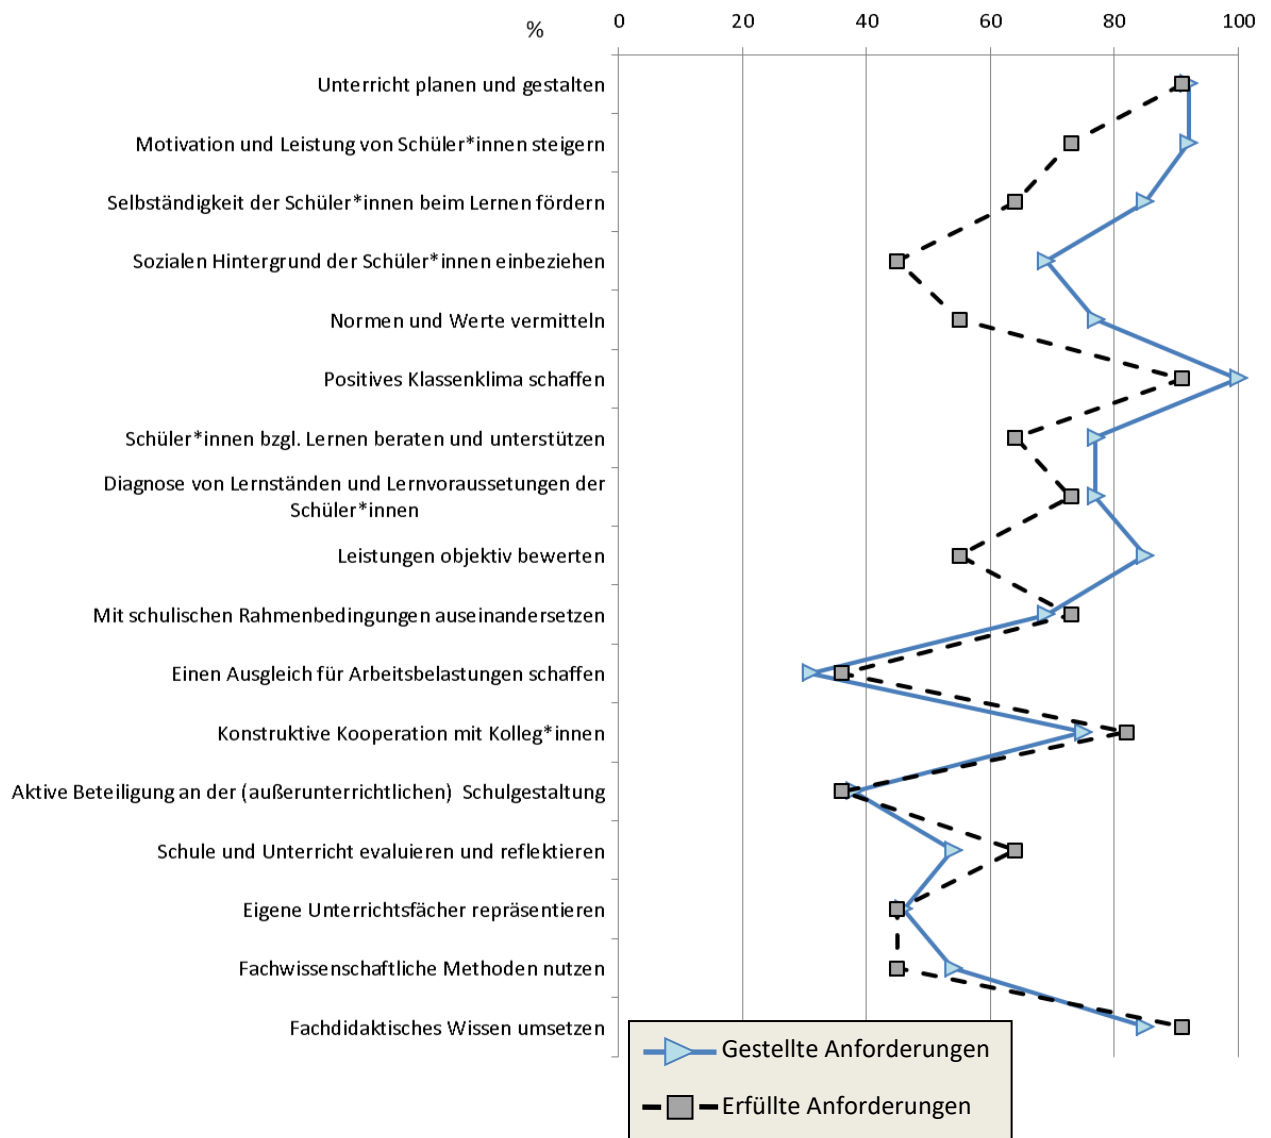 % 0 20 40 60 80 100
Unterricht planen und gestalten
Motivation und Leistung von Schüler*innen steigern
Selbständigkeit der Schüler*innen beim Lernen fördern
Sozialen Hintergrund der Schüler*innen einbeziehen
Normen und Werte vermitteln
Positives Klassenklima schaffen
Schüler*innen bzgl. Lernen beraten und unterstützen
Diagnose von Lernständen und Lernvoraussetungen der
Schüler*innen
Leistungen objektiv bewerten
Mit schulischen Rahmenbedingungen auseinandersetzen
Einen Ausgleich für Arbeitsbelastungen schaffen
Konstruktive Kooperation mit Kolleg*innen
Aktive Beteiligung an der (außerunterrichtlichen) Schulgestaltung
Schule und Unterricht evaluieren und reflektieren
Eigene Unterrichtsfächer repräsentieren
Fachwissenschaftliche Methoden nutzen
Fachdidaktisches Wissen umsetzen
Gestellte Anforderungen
Erfüllte Anforderungen